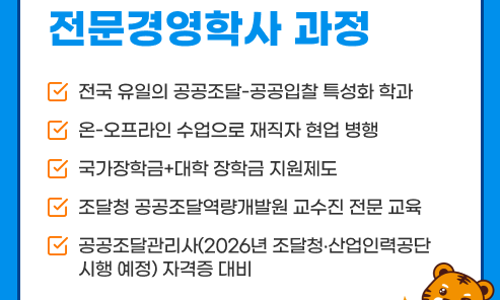 전문경영학사 과정
전국 유일의 공공조달-공공입찰 특성화 학과
온-오프라인 수업으로 재직자 현업 병행
국가장학금+대학 장학금 지원제도
조달청 공공조달역량개발원 교수진 전문 교육
공공조달관리사(2026년 조달청·산업인력공단
시행 예정) 자격증 대비